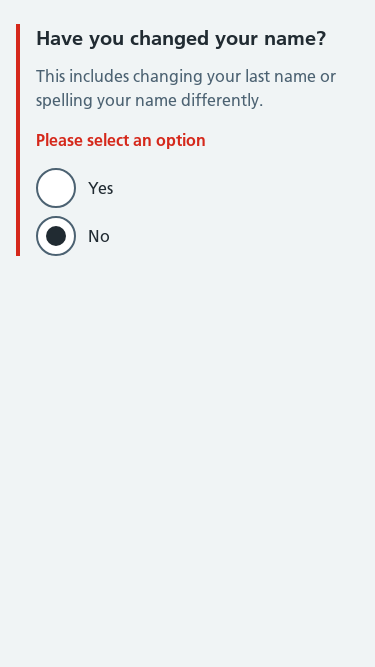 Have you changed your name?
This includes changing your last name or
spelling your name differently.
Please select an option
Yes
No